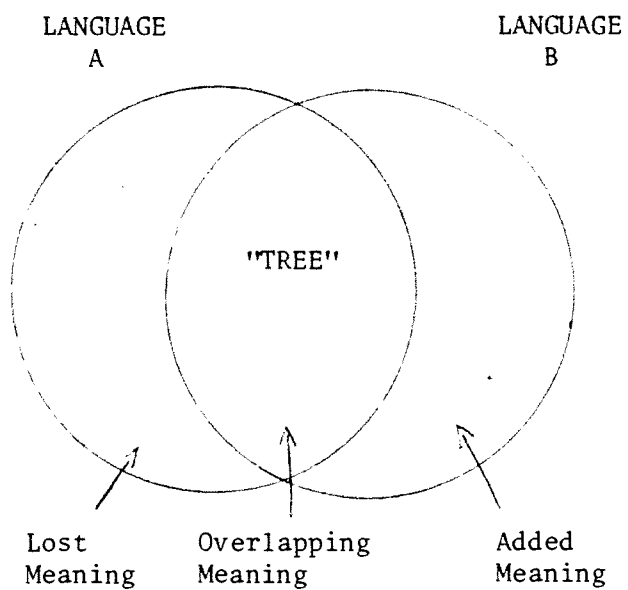 LANGUAGE
A
LANGUAGE
B
"TREE"
Lost
Meaning
Overlapping
Meaning
Added
Meaning